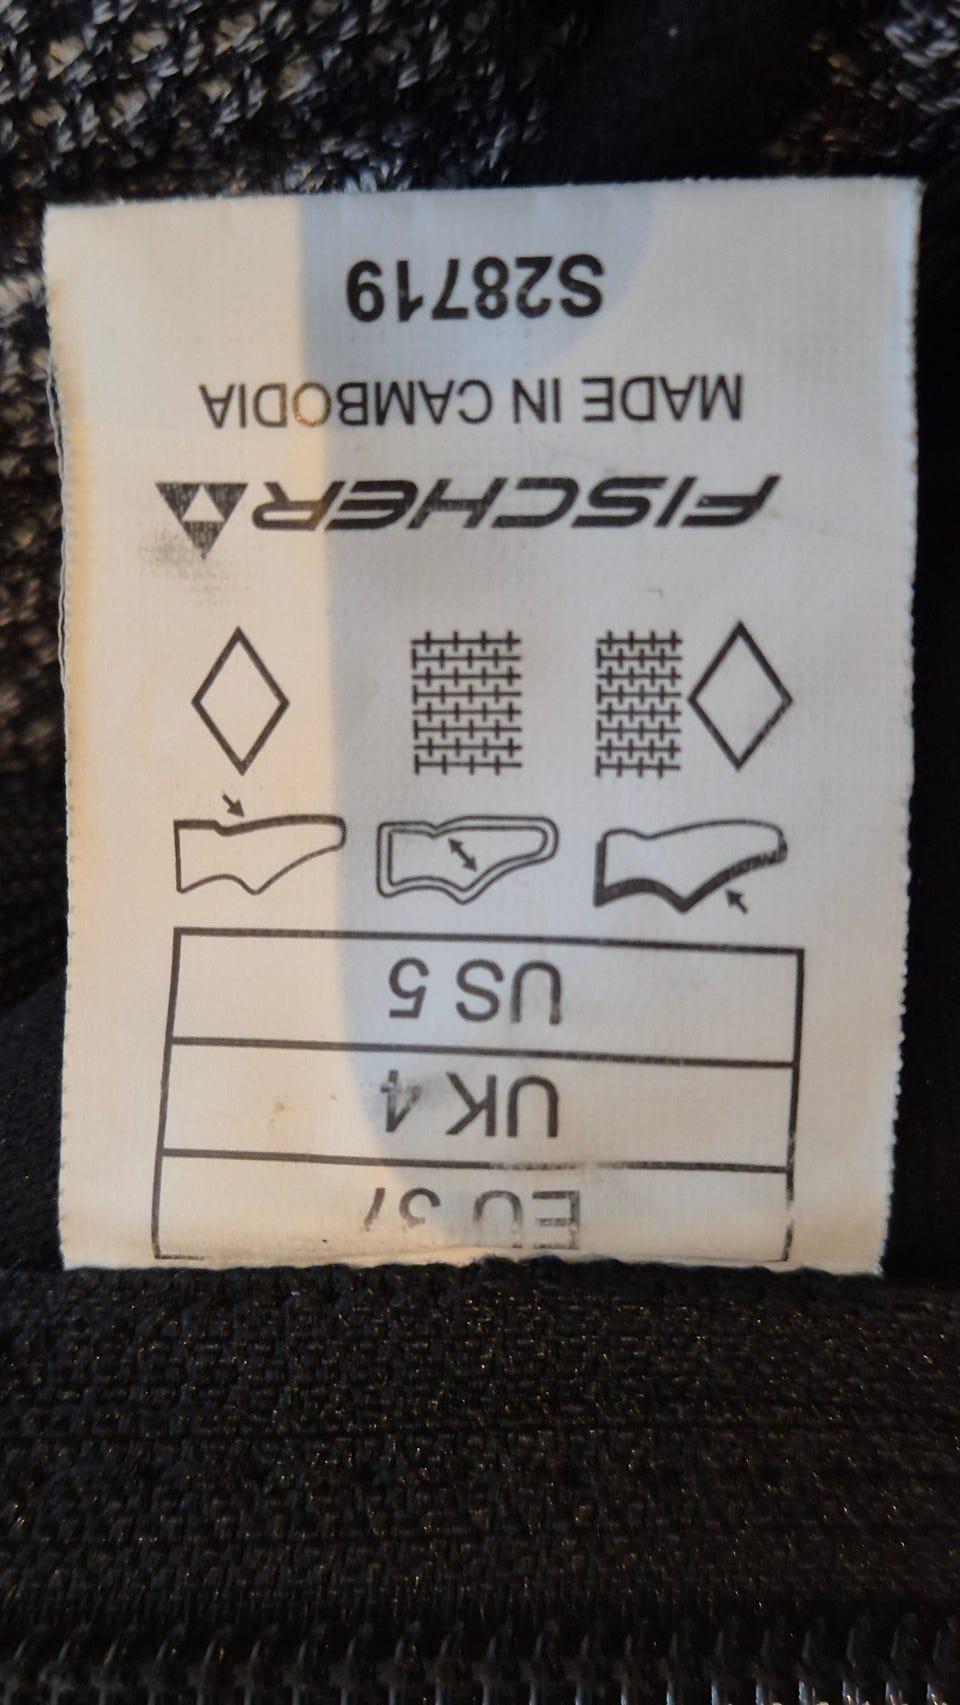 EU 37
UK 4
US 5
FISCHER
MADE IN CAMBODIA
S28719